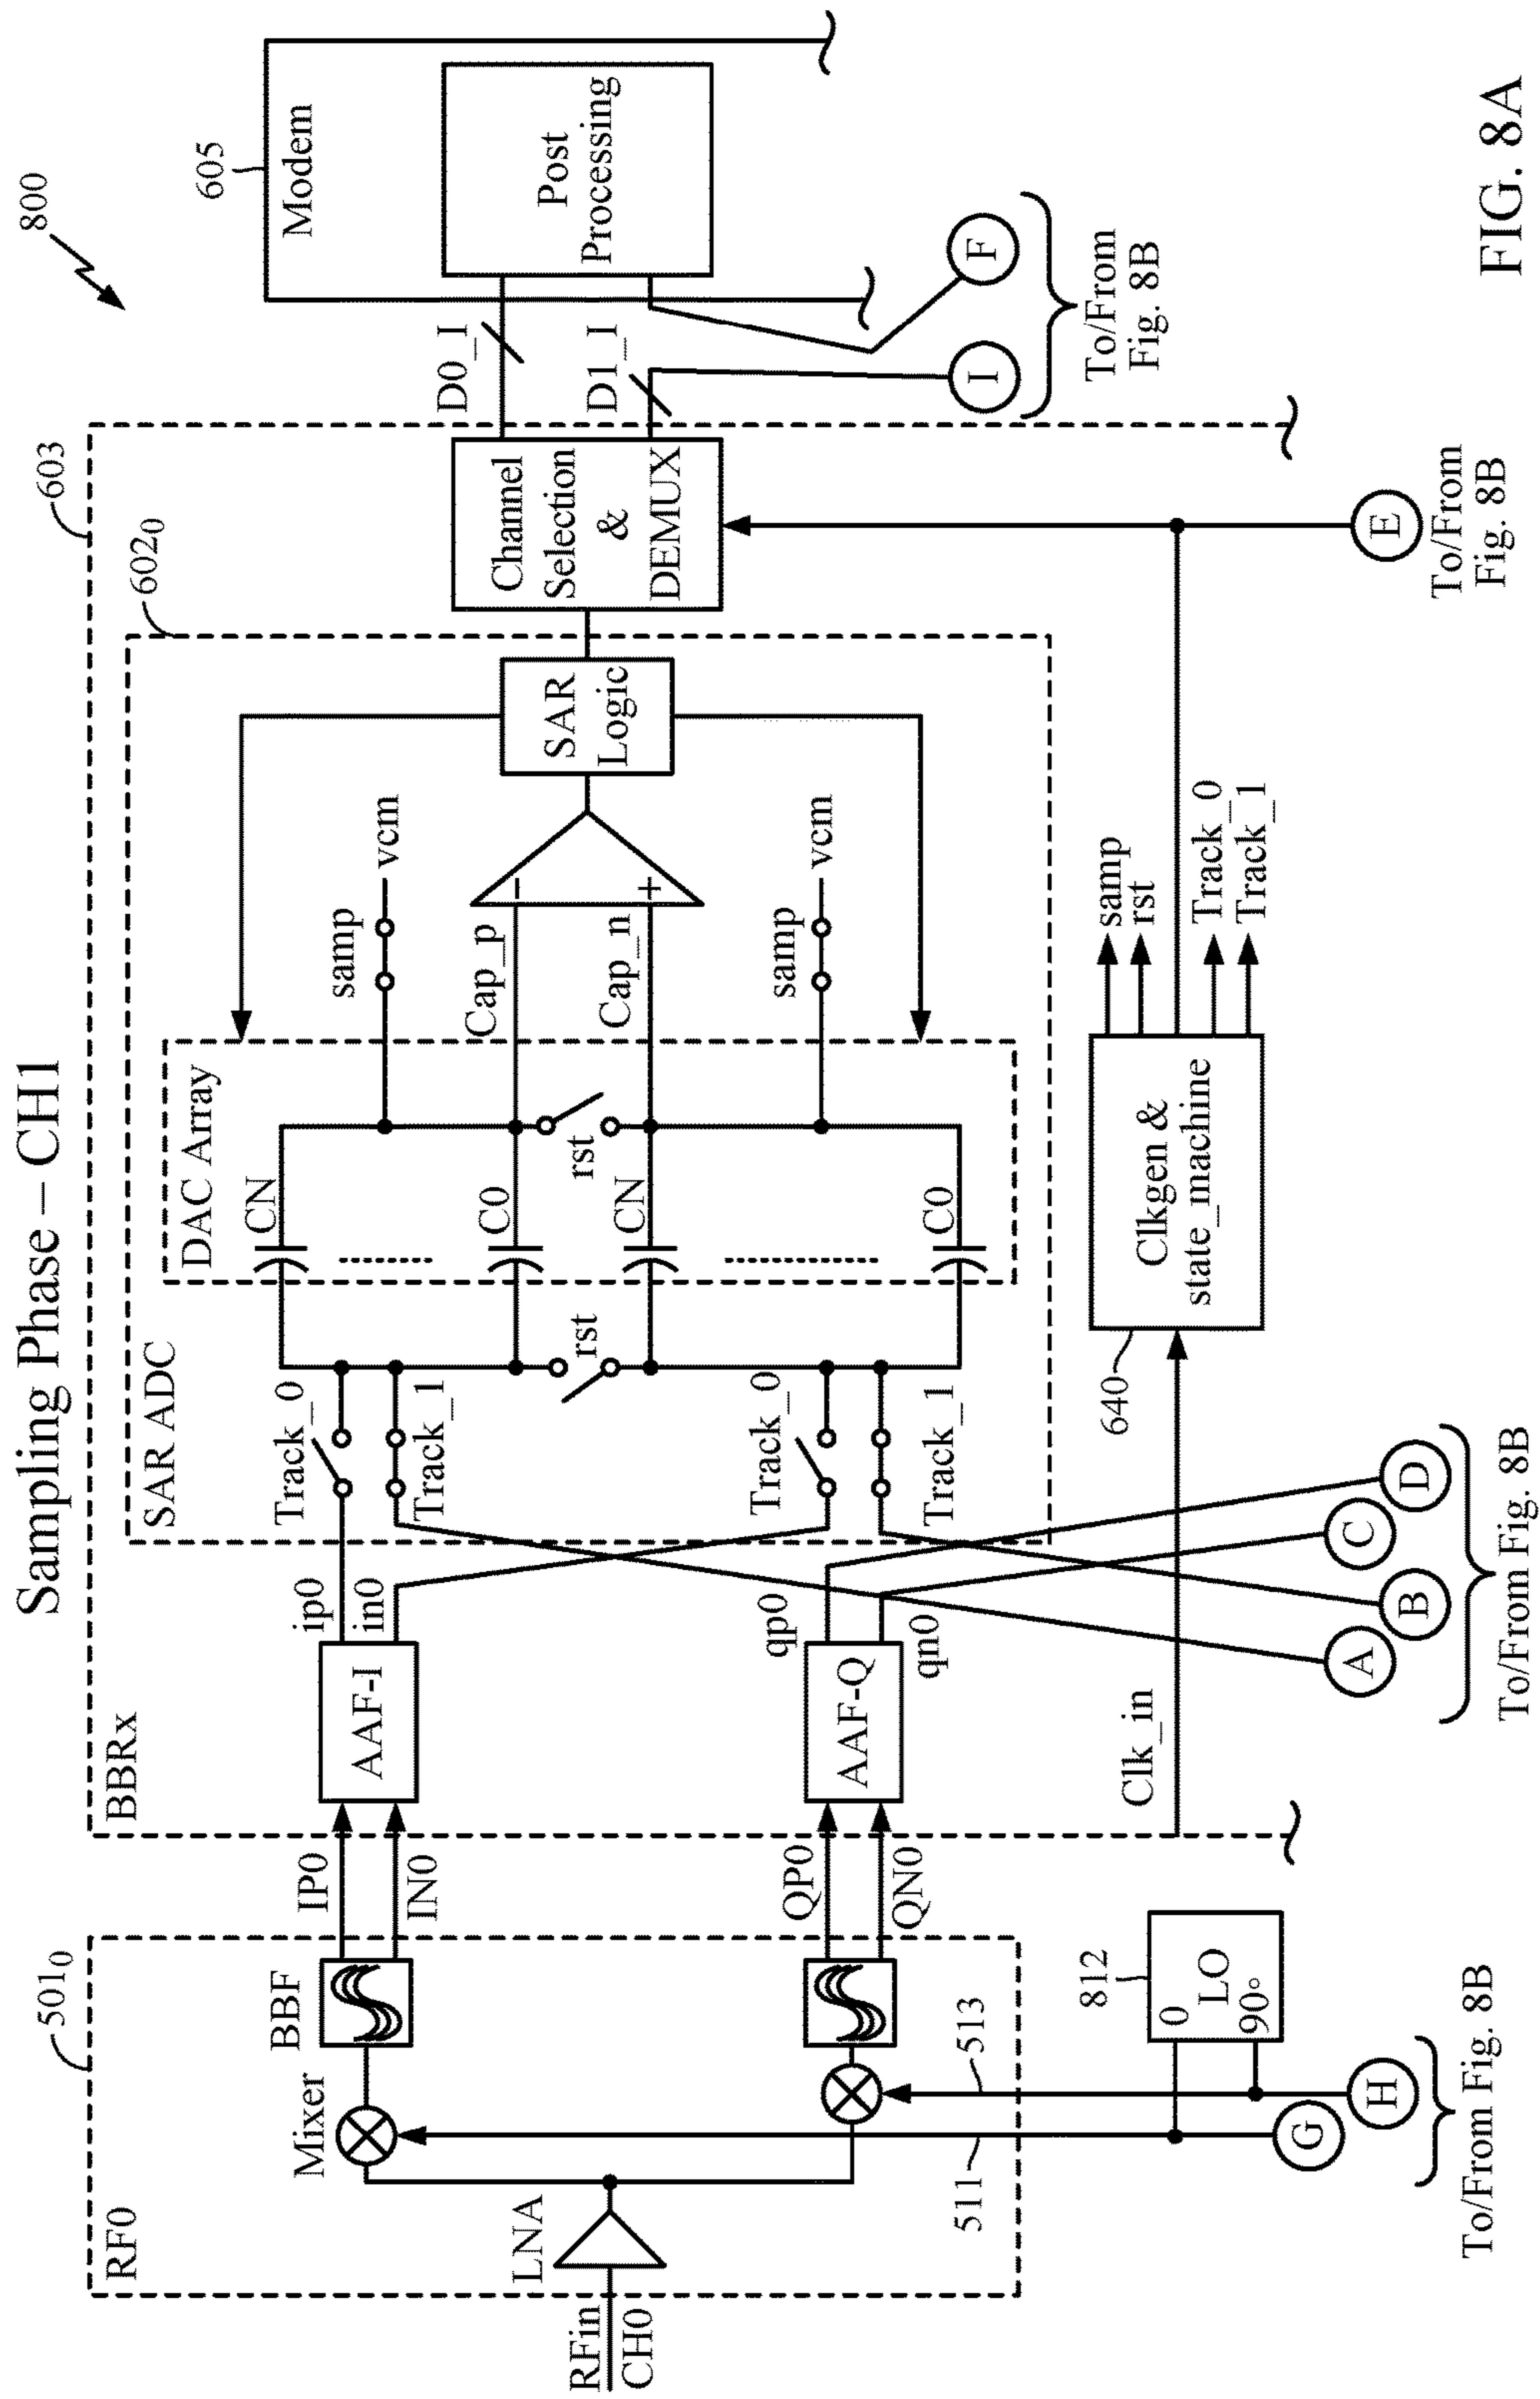 Sampling Phase – CH1
800
603
605
Modem
Post
Processing
5010
RF0
RFin
CH0
LNA
Mixer
BBF
IP0
IN0
QP0
QN0
511
513
812
0
LO
90°
G
H
To/From Fig. 8B
BBRx
AAF-I
ip0
in0
AAF-Q
qp0
qn0
Clk_in
A
B
C
D
To/From Fig. 8B
6020
SAR ADC
Track_0
Track_1
Track_0
Track_1
rst
DAC Array
CN
C0
CN
C0
rst
samp
vcm
Cap_p
Cap_n
samp
vcm
−
+
SAR
Logic
640
Clkgen &
state_machine
samp
rst
Track_0
Track_1
Channel
Selection
&
DEMUX
D0_I
D1_I
E
To/From
Fig. 8B
I
F
To/From
Fig. 8B
FIG. 8A